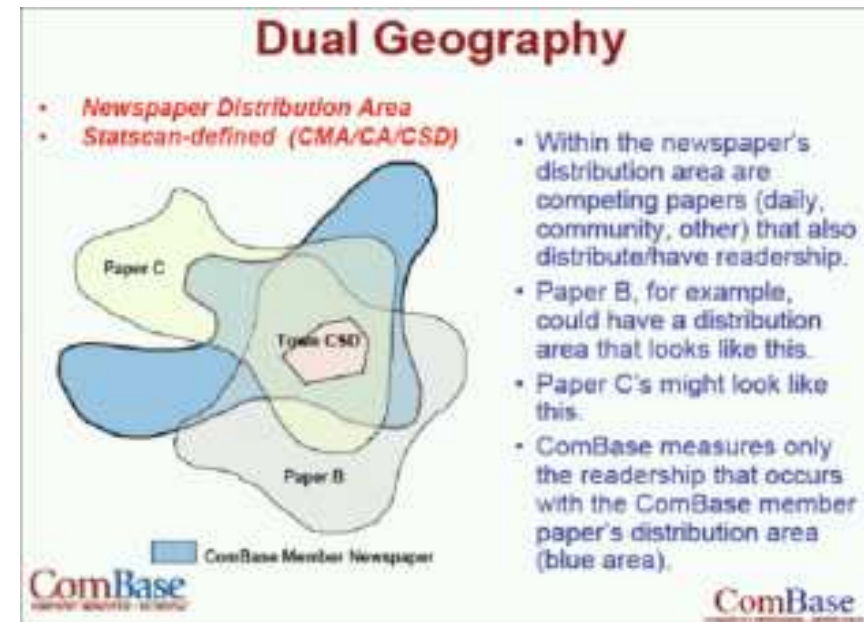 Dual Geography
• Newspaper Distribution Area
• Statscan-defined (CMA/CA/CSD)
Paper C
Town CSD
Paper B
ComBase Member Newspaper
• Within the newspaper's
distribution area are
competing papers (daily,
community, other) that also
distribute/have readership.
• Paper B, for example,
could have a distribution
area that looks like this.
• Paper C's might look like
this.
• ComBase measures only
the readership that occurs
with the ComBase member
paper's distribution area
(blue area).
ComBase
ComBase